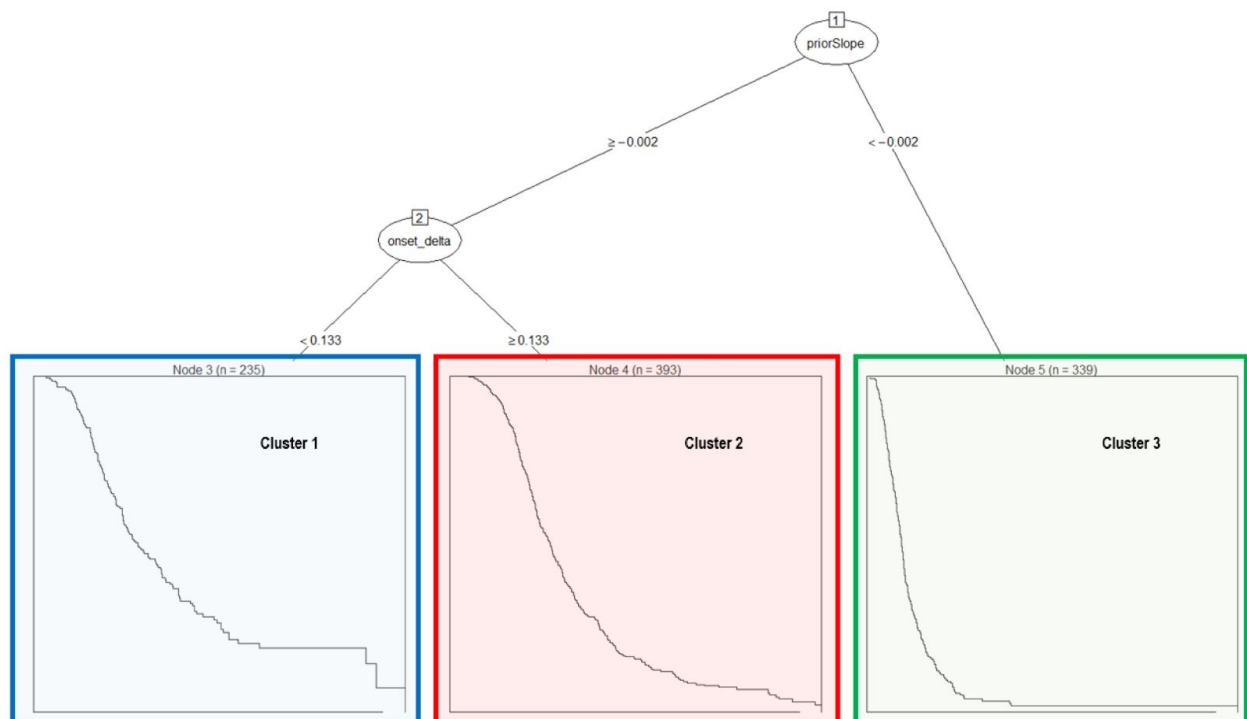 1
priorSlope
≥ −0.002
< −0.002
2
onset_delta
< 0.133
≥ 0.133
Node 3 (n = 235)
Node 4 (n = 393)
Node 5 (n = 339)
Cluster 1
Cluster 2
Cluster 3